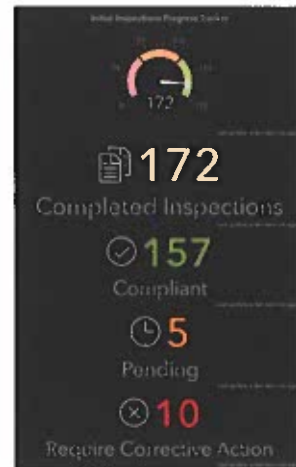 Initial Inspections Progress Tracker
172
172
Completed Inspections
157
Compliant
5
Pending
10
Require Corrective Action